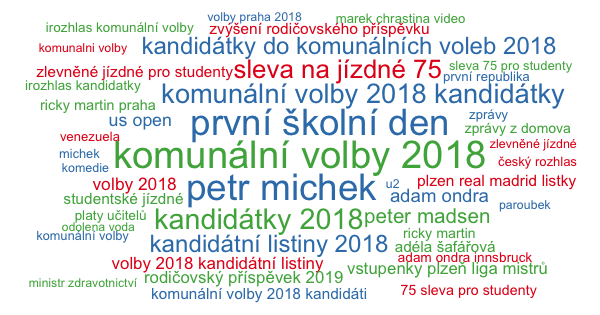 volby praha 2018
marek chrastina video
irozhlas komunální volby
zvýšení rodičovského příspěvku
komunalni volby
kandidátky do komunálních voleb 2018
zlevněné jízdné pro studenty
sleva na jízdné 75
sleva 75 pro studenty
první republika
irozhlas kandidatky
komunální volby 2018 kandidátky
ricky martin praha
us open
první školní den
zprávy
zprávy z domova
venezuela
komunální volby 2018
zlevněné jízdné
michek
český rozhlas
komedie
volby 2018
petr michek
u2
plzen real madrid listky
studentské jízdné
adam ondra
paroubek
platy učitelů
kandidátky 2018
peter madsen
odolena voda
komunálni volby
kandidátní listiny 2018
ricky martin
adéla šafářová
volby 2018 kandidátní listiny
adam ondra innsbruck
vstupenky plzeň liga mistrů
ministr zdravotnictví
rodičovský příspěvek 2019
komunální volby 2018 kandidáti
75 sleva pro studenty